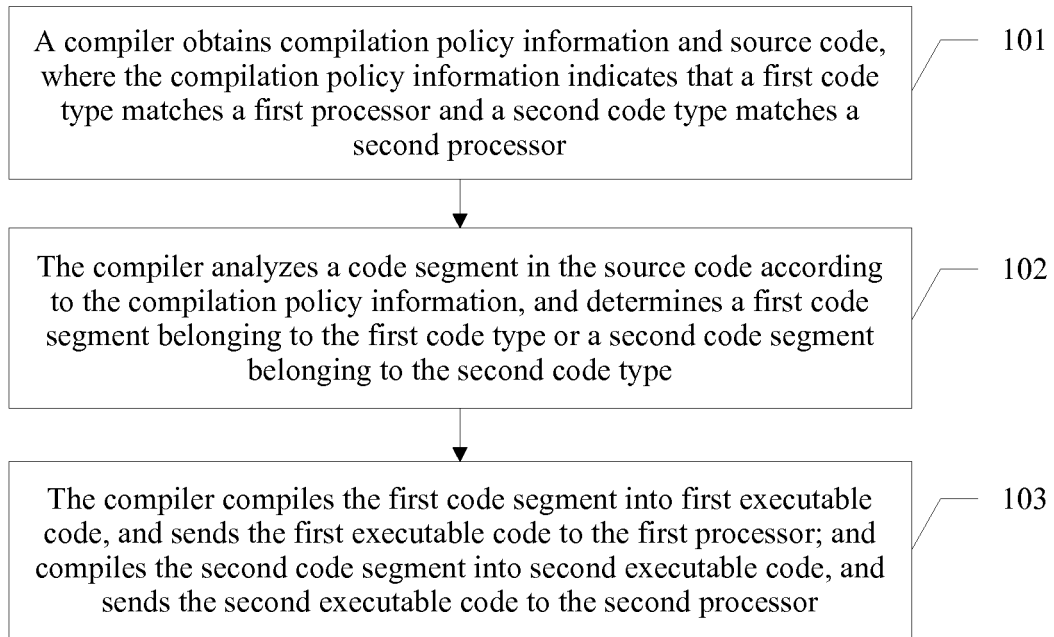 A compiler obtains compilation policy information and source code,
where the compilation policy information indicates that a first code
type matches a first processor and a second code type matches a
second processor
101
The compiler analyzes a code segment in the source code according
to the compilation policy information, and determines a first code
segment belonging to the first code type or a second code segment
belonging to the second code type
102
The compiler compiles the first code segment into first executable
code, and sends the first executable code to the first processor; and
compiles the second code segment into second executable code, and
sends the second executable code to the second processor
103